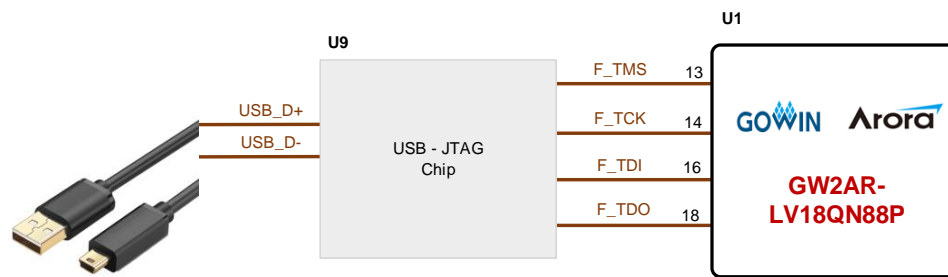 U1
U9
F_TMS
13
USB_D+
F_TCK
14
GOWIN
Arora
USB_D-
USB - JTAG
Chip
F_TDI
16
GW2AR-
LV18QN88P
F_TDO
18